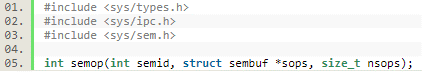 01. #include <sys/types.h>
02. #include <sys/ipc.h>
03. #include <sys/sem.h>
04.
05. int semop(int semid, struct sembuf *sops, size_t nsops);